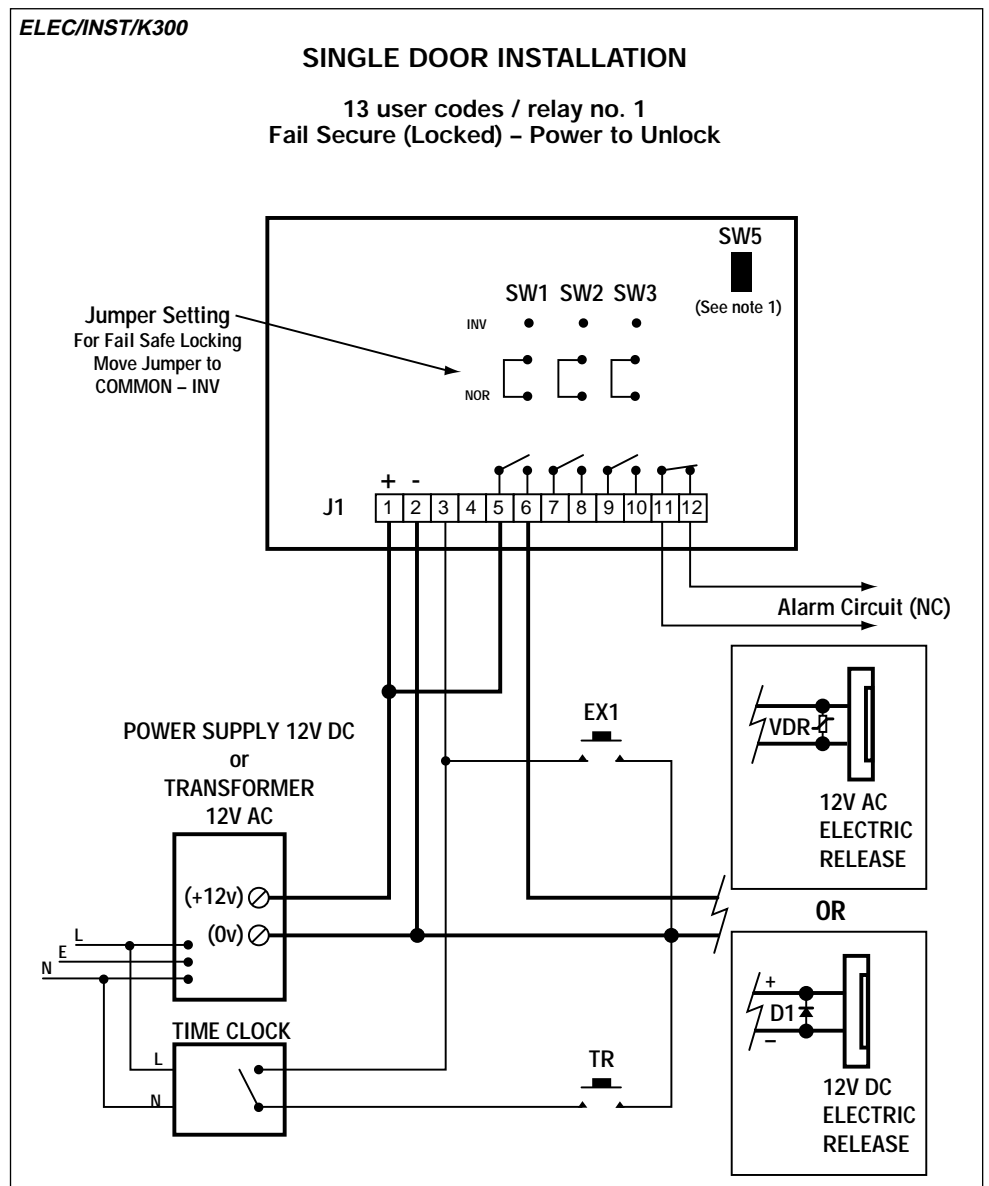 ELEC/INST/K300
SINGLE DOOR INSTALLATION
13 user codes / relay no. 1
Fail Secure (Locked) – Power to Unlock
SW5
(See note 1)
SW1 SW2 SW3
INV
NOR
Jumper Setting
For Fail Safe Locking
Move Jumper to
COMMON – INV
+ -
J1 1 2 3 4 5 6 7 8 9 10 11 12
Alarm Circuit (NC)
POWER SUPPLY 12V DC
or
TRANSFORMER
12V AC
(+12v)
(0v)
L
E
N
EX1
VDR
12V AC
ELECTRIC
RELEASE
OR
TIME CLOCK
L
N
TR
+
D1
–
12V DC
ELECTRIC
RELEASE